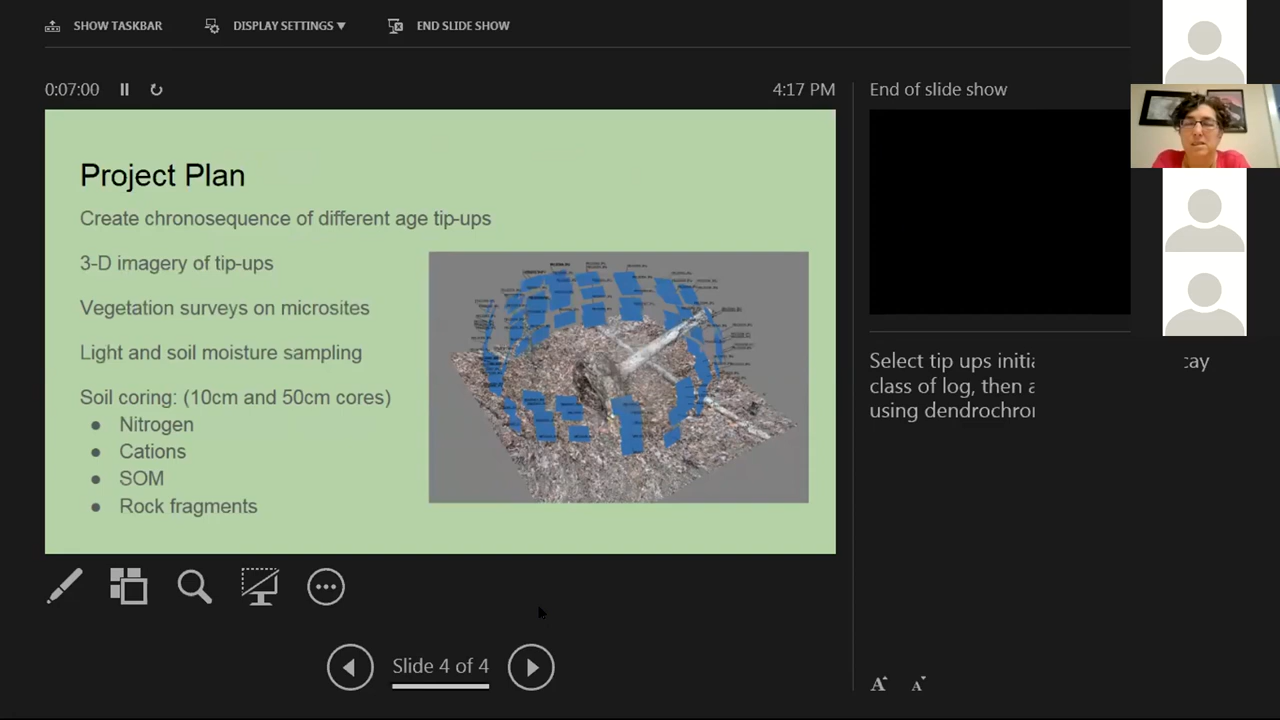 SHOW TASKBAR
DISPLAY SETTINGS ▼
END SLIDE SHOW
0:07:00
4:17 PM
End of slide show
Project Plan
Create chronosequence of different age tip-ups
3-D imagery of tip-ups
Vegetation surveys on microsites
Light and soil moisture sampling
Soil coring: (10cm and 50cm cores)
● Nitrogen
● Cations
● SOM
● Rock fragments
Select tip ups initia cay
class of log, then a
using dendrochror
Slide 4 of 4
A A